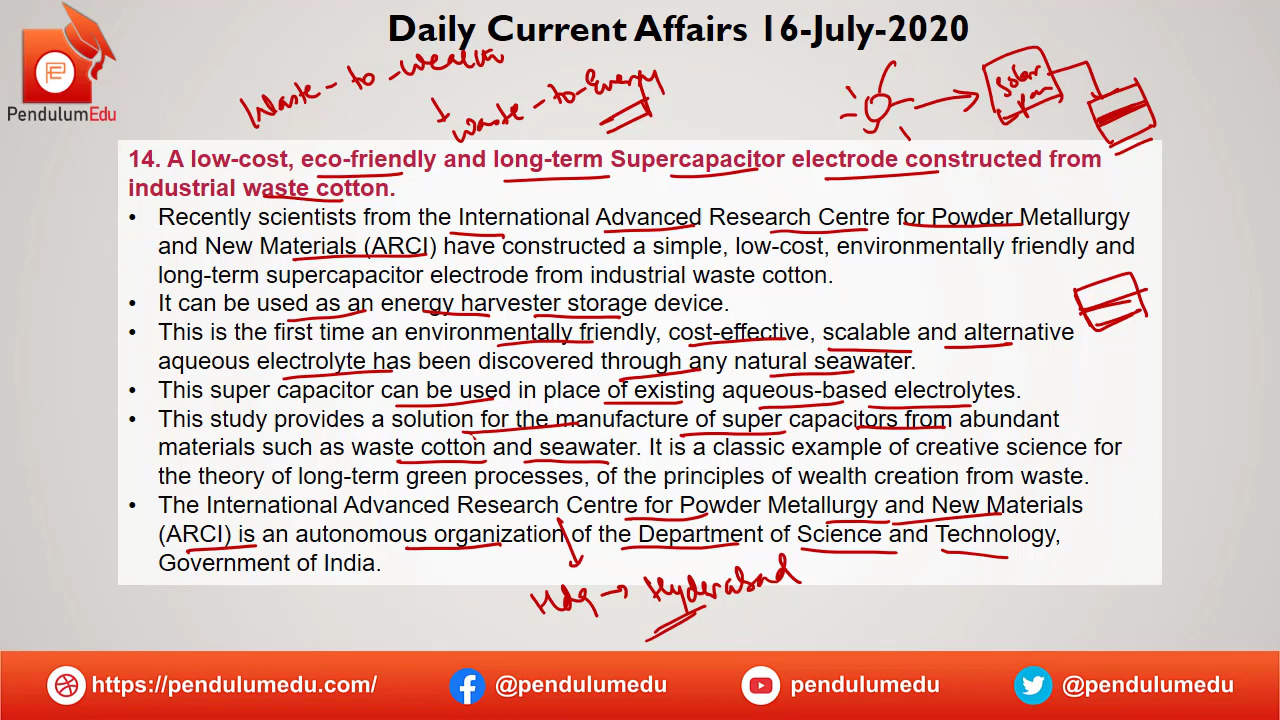 Daily Current Affairs 16-July-2020
PendulumEdu
Waste-to-Wealth
Waste-to-Energy
Solar
Pan
14. A low-cost, eco-friendly and long-term Supercapacitor electrode constructed from
industrial waste cotton.
• Recently scientists from the International Advanced Research Centre for Powder Metallurgy
and New Materials (ARCI) have constructed a simple, low-cost, environmentally friendly and
long-term supercapacitor electrode from industrial waste cotton.
• It can be used as an energy harvester storage device.
• This is the first time an environmentally friendly, cost-effective, scalable and alternative
aqueous electrolyte has been discovered through any natural seawater.
• This super capacitor can be used in place of existing aqueous-based electrolytes.
• This study provides a solution for the manufacture of super capacitors from abundant
materials such as waste cotton and seawater. It is a classic example of creative science for
the theory of long-term green processes, of the principles of wealth creation from waste.
• The International Advanced Research Centre for Powder Metallurgy and New Materials
(ARCI) is an autonomous organization of the Department of Science and Technology,
Government of India.
Hdq → Hyderabad
https://pendulumedu.com/ @pendulumedu pendulumedu @pendulumedu